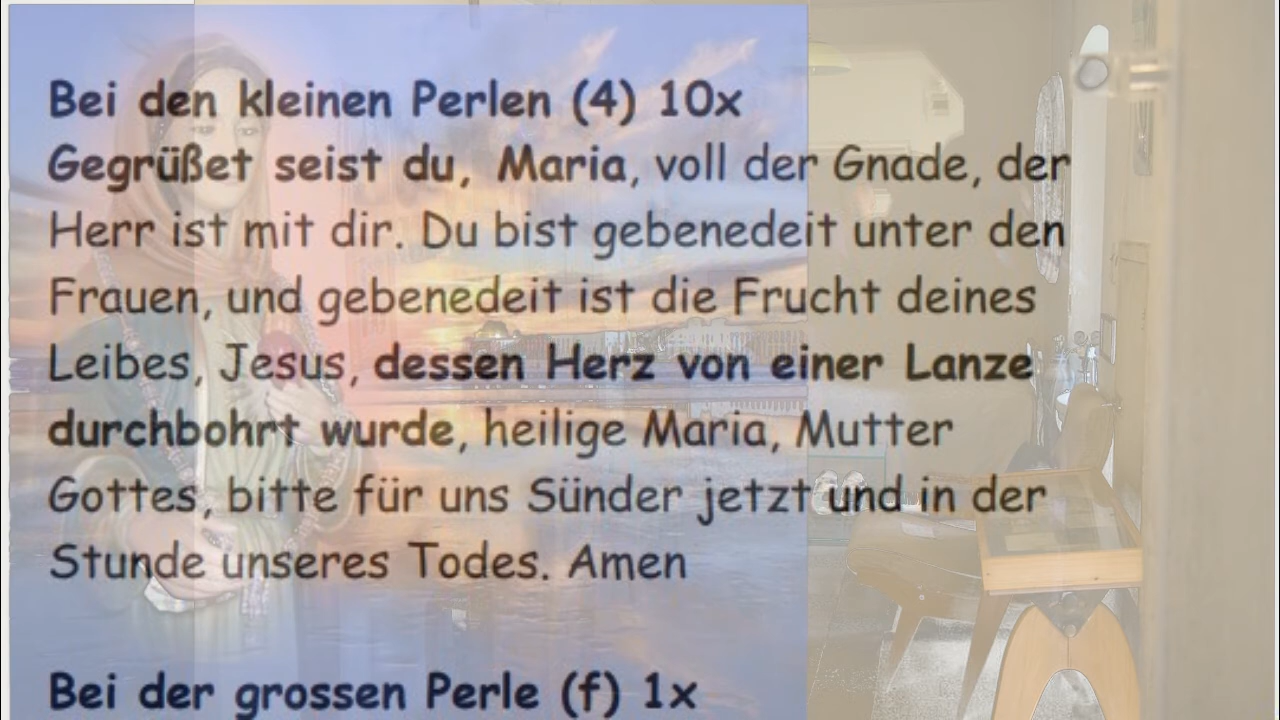 Bei den kleinen Perlen (4) 10x
Gegrüßet seist du, Maria, voll der Gnade, der
Herr ist mit dir. Du bist gebenedeit unter den
Frauen, und gebenedeit ist die Frucht deines
Leibes, Jesus, dessen Herz von einer Lanze
durchbohrt wurde, heilige Maria, Mutter
Gottes, bitte für uns Sünder jetzt und in der
Stunde unseres Todes. Amen
Bei der grossen Perle (f) 1x